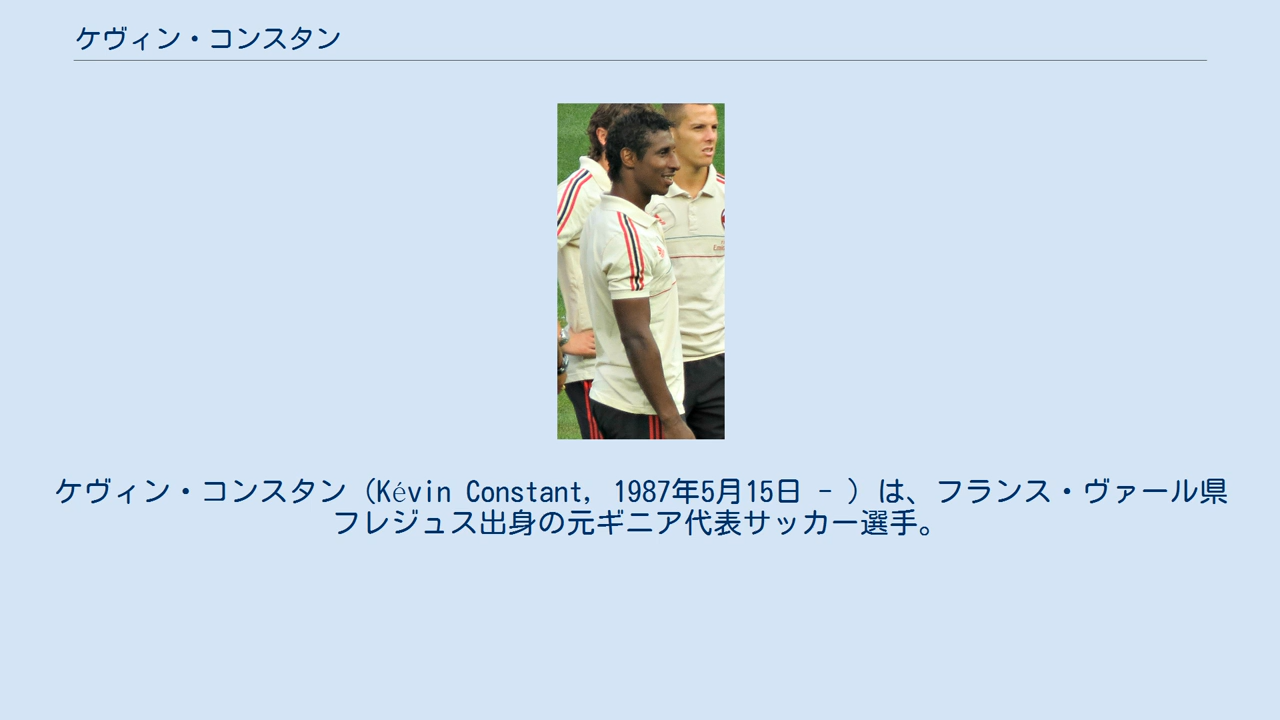 ケヴィン・コンスタン
ケヴィン・コンスタン（Kévin Constant, 1987年5月15日 - ）は、フランス・ヴァール県
フレジュス出身の元ギニア代表サッカー選手。